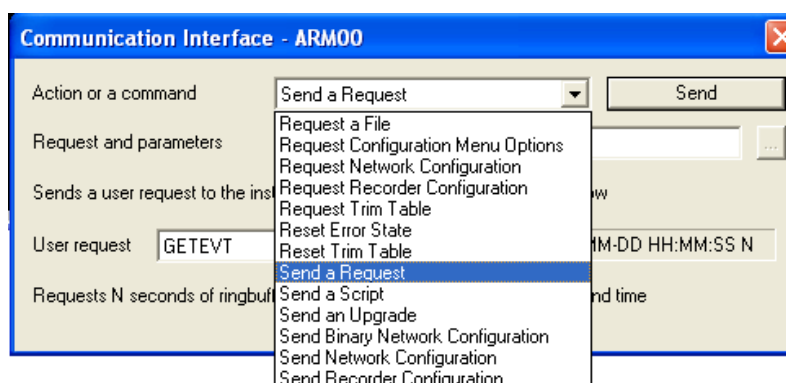 Communication Interface - ARM00
Action or a command
Send a Request
Send
Request a File
Request and parameters
Request Configuration Menu Options
...
Request Network Configuration
Sends a user request to the inst
Request Recorder Configuration
ow
Request Trim Table
Reset Error State
User request
GETEVT
Reset Trim Table
MM-DD HH:MM:SS N
Send a Request
Requests N seconds of ringbuff
Send a Script
nd time
Send an Upgrade
Send Binary Network Configuration
Send Network Configuration
Send Recorder Configuration